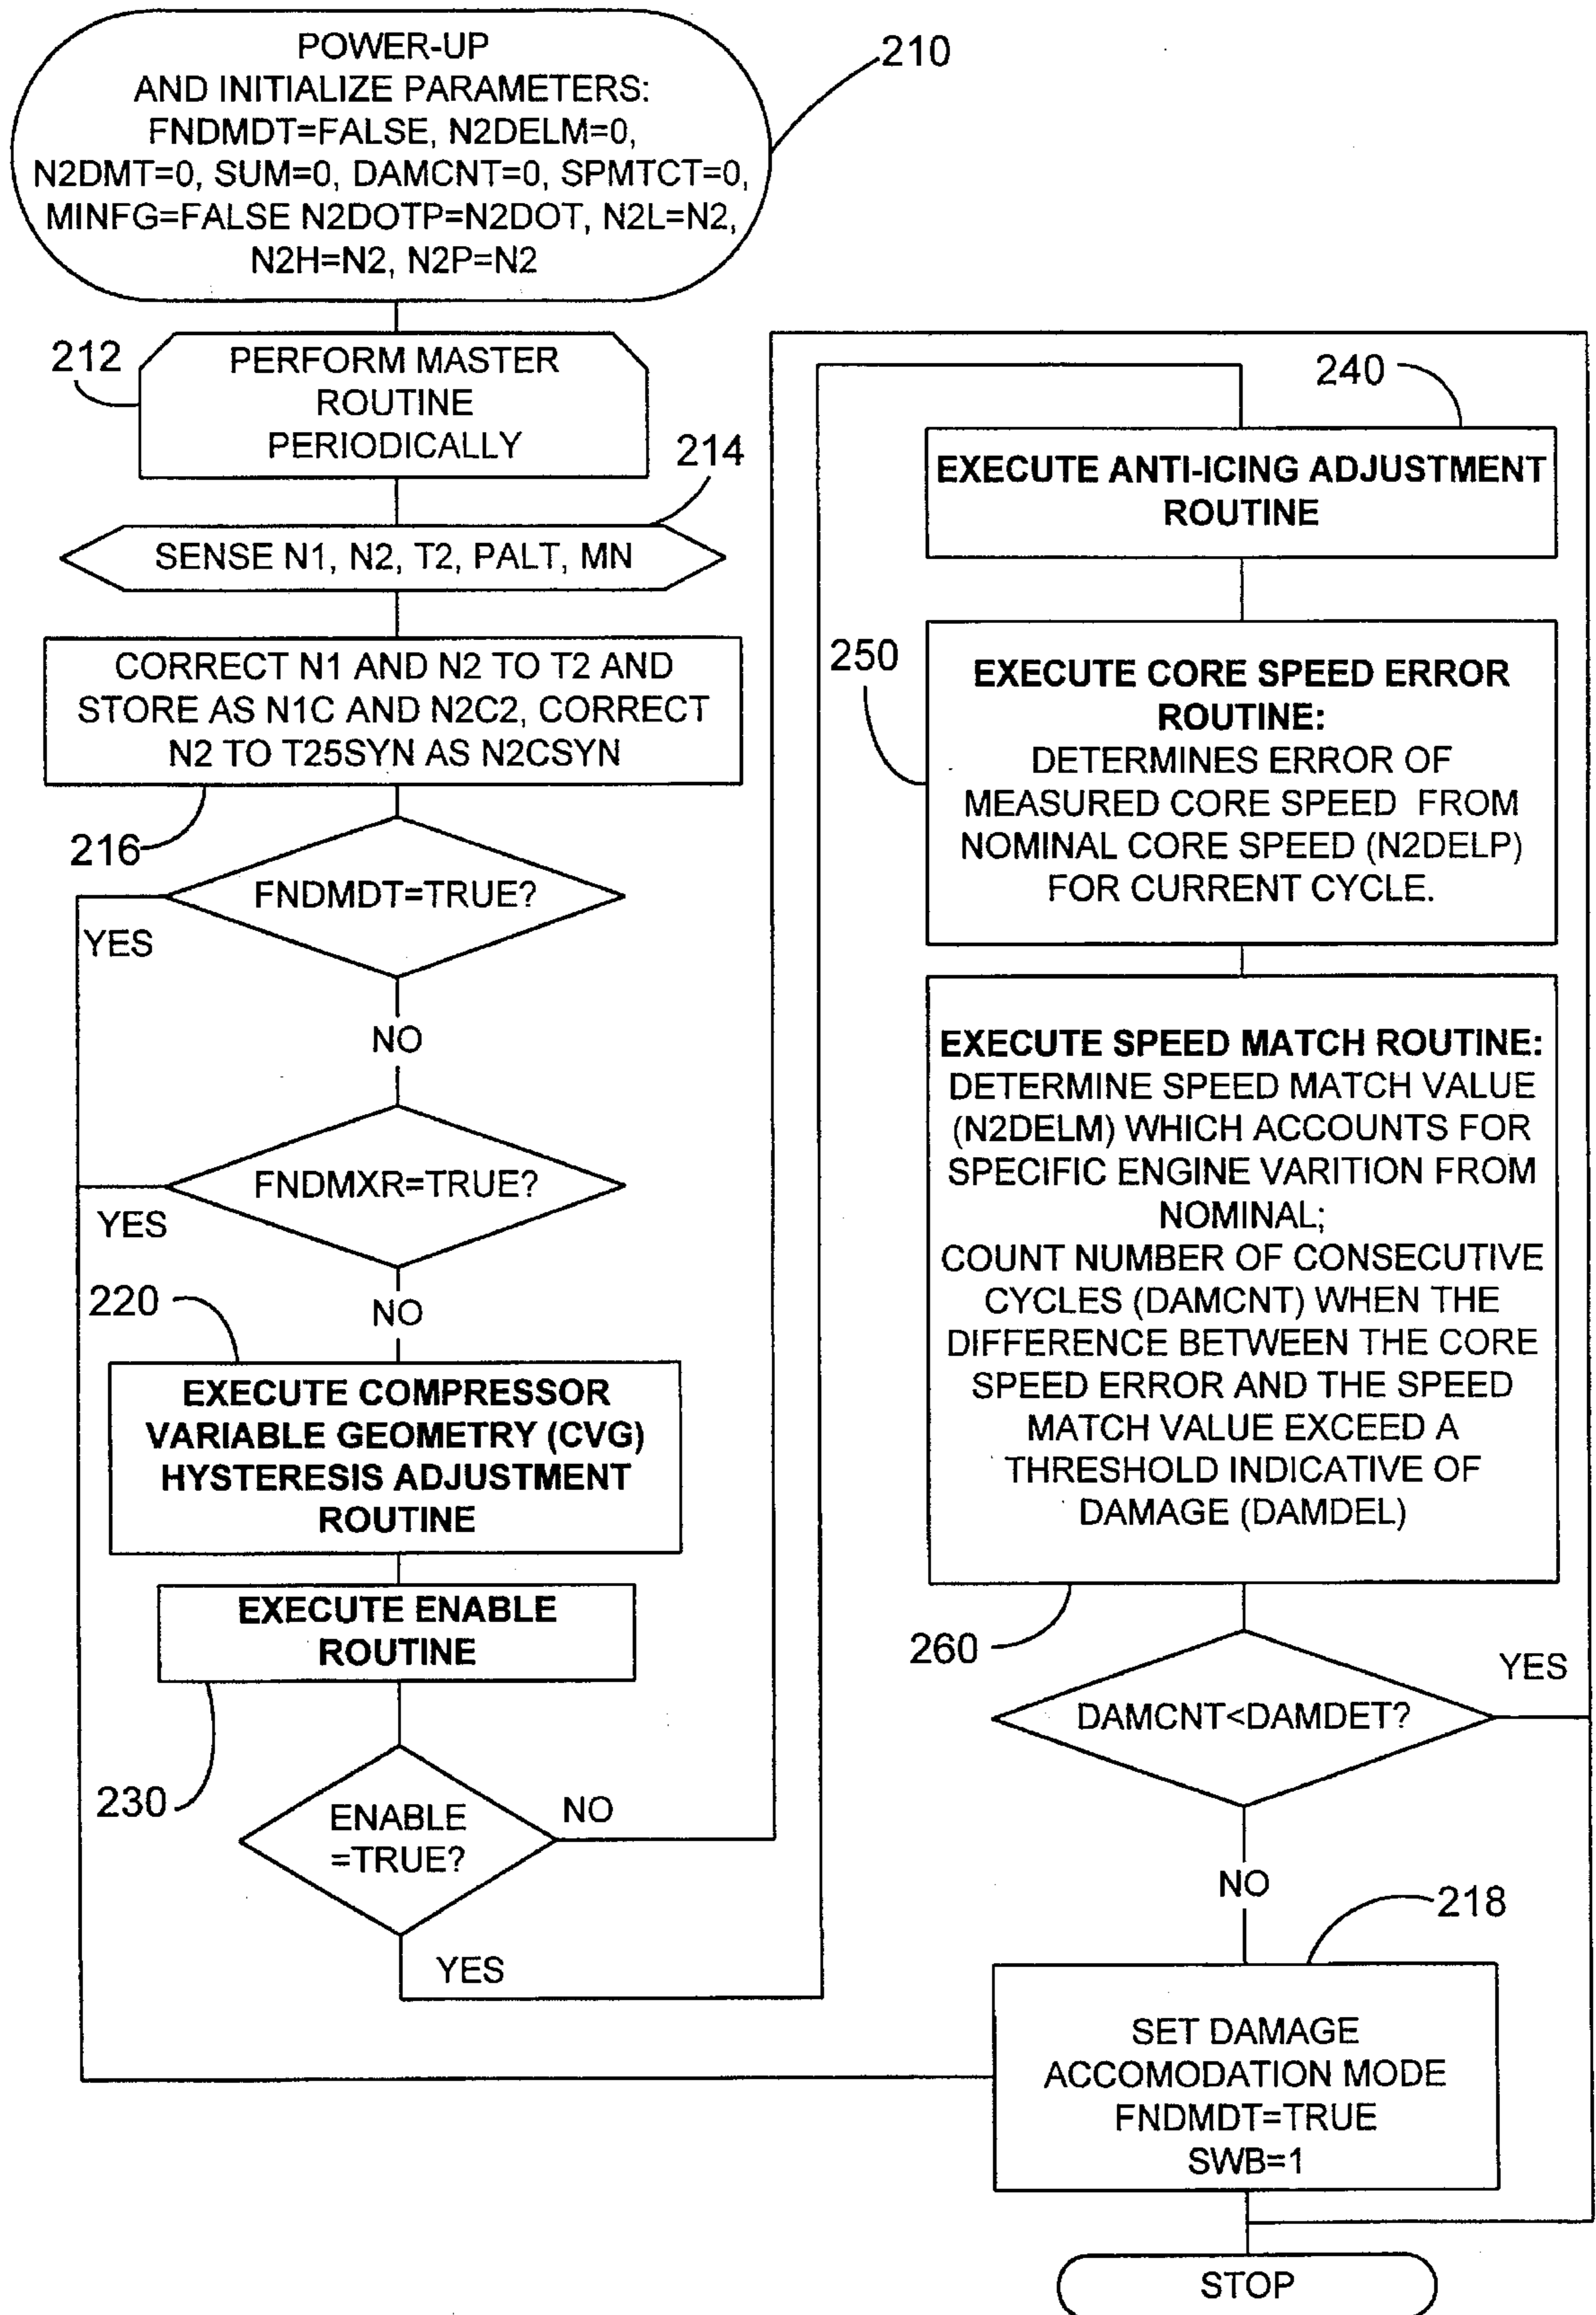 POWER-UP
AND INITIALIZE PARAMETERS:
FNDMDT=FALSE, N2DELM=0,
N2DMT=0, SUM=0, DAMCNT=0, SPMTCT=0,
MINFG=FALSE N2DOTP=N2DOT, N2L=N2,
N2H=N2, N2P=N2
210
212
PERFORM MASTER
ROUTINE
PERIODICALLY
214
SENSE N1, N2, T2, PALT, MN
CORRECT N1 AND N2 TO T2 AND
STORE AS N1C AND N2C2, CORRECT
N2 TO T25SYN AS N2CSYN
216
FNDMDT=TRUE?
YES
NO
FNDMXR=TRUE?
YES
NO
220
EXECUTE COMPRESSOR
VARIABLE GEOMETRY (CVG)
HYSTERESIS ADJUSTMENT
ROUTINE
EXECUTE ENABLE
ROUTINE
230
ENABLE
=TRUE?
NO
YES
240
EXECUTE ANTI-ICING ADJUSTMENT
ROUTINE
250
EXECUTE CORE SPEED ERROR
ROUTINE:
DETERMINES ERROR OF
MEASURED CORE SPEED FROM
NOMINAL CORE SPEED (N2DELP)
FOR CURRENT CYCLE.
EXECUTE SPEED MATCH ROUTINE:
DETERMINE SPEED MATCH VALUE
(N2DELM) WHICH ACCOUNTS FOR
SPECIFIC ENGINE VARITION FROM
NOMINAL;
COUNT NUMBER OF CONSECUTIVE
CYCLES (DAMCNT) WHEN THE
DIFFERENCE BETWEEN THE CORE
SPEED ERROR AND THE SPEED
MATCH VALUE EXCEED A
THRESHOLD INDICATIVE OF
DAMAGE (DAMDEL)
260
DAMCNT<DAMDET?
YES
NO
218
SET DAMAGE
ACCOMODATION MODE
FNDMDT=TRUE
SWB=1
STOP